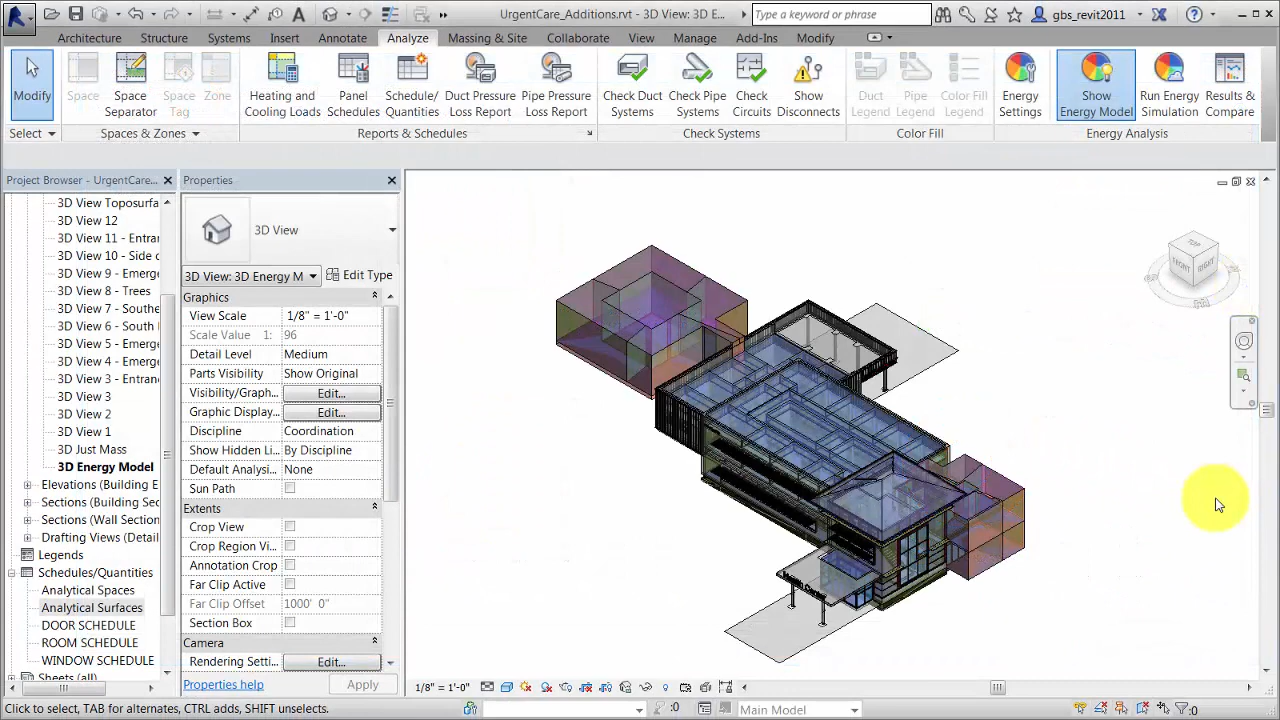 UrgentCare_Additions.rvt - 3D View: 3D E...
Type a keyword or phrase
gbs_revit2011
Architecture Structure Systems Insert Annotate Analyze Massing & Site Collaborate View Manage Add-Ins Modify
Modify
Space
Space Separator
Space Tag
Zone
Heating and Cooling Loads
Panel Schedules
Schedule/ Quantities
Duct Pressure Loss Report
Pipe Pressure Loss Report
Check Duct Systems
Check Pipe Systems
Check Circuits
Show Disconnects
Duct Legend
Pipe Legend
Color Fill Legend
Energy Settings
Show Energy Model
Run Energy Simulation
Results & Compare
Select
Spaces & Zones
Reports & Schedules
Check Systems
Color Fill
Energy Analysis
Project Browser - UrgentCare...
3D View Toposurfa
3D View 12
3D View 11 - Entran
3D View 10 - Side o
3D View 9 - Emerge
3D View 8 - Trees
3D View 7 - Southe
3D View 6 - South
3D View 5 - Emerge
3D View 4 - Emerge
3D View 3 - Entranc
3D View 3
3D View 2
3D View 1
3D Just Mass
3D Energy Model
Elevations (Building E
Sections (Building Sec
Sections (Wall Section
Drafting Views (Detai
Legends
Schedules/Quantities
Analytical Spaces
Analytical Surfaces
DOOR SCHEDULE
ROOM SCHEDULE
WINDOW SCHEDULE
Sheets (all)
Properties
3D View
3D View: 3D Energy M
Edit Type
Graphics
View Scale 1/8" = 1'-0"
Scale Value 1: 96
Detail Level Medium
Parts Visibility Show Original
Visibility/Graph... Edit...
Graphic Display... Edit...
Discipline Coordination
Show Hidden Li... By Discipline
Default Analysi... None
Sun Path
Extents
Crop View
Crop Region Vi...
Annotation Crop
Far Clip Active
Far Clip Offset 1000' 0"
Section Box
Camera
Rendering Setti... Edit...
Properties help
Apply
TOP
FRONT
RIGHT
1/8" = 1'-0"
Click to select, TAB for alternates, CTRL adds, SHIFT unselects.
:0
Main Model
:0